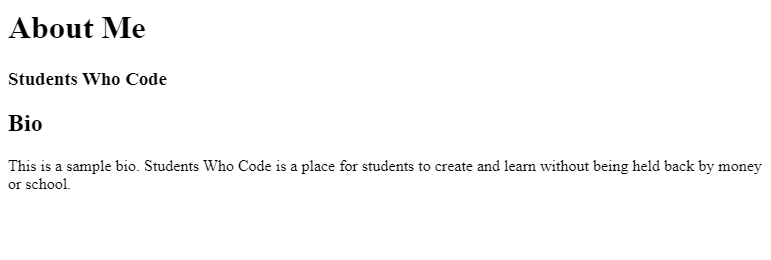 About Me
Students Who Code
Bio
This is a sample bio. Students Who Code is a place for students to create and learn without being held back by money
or school.